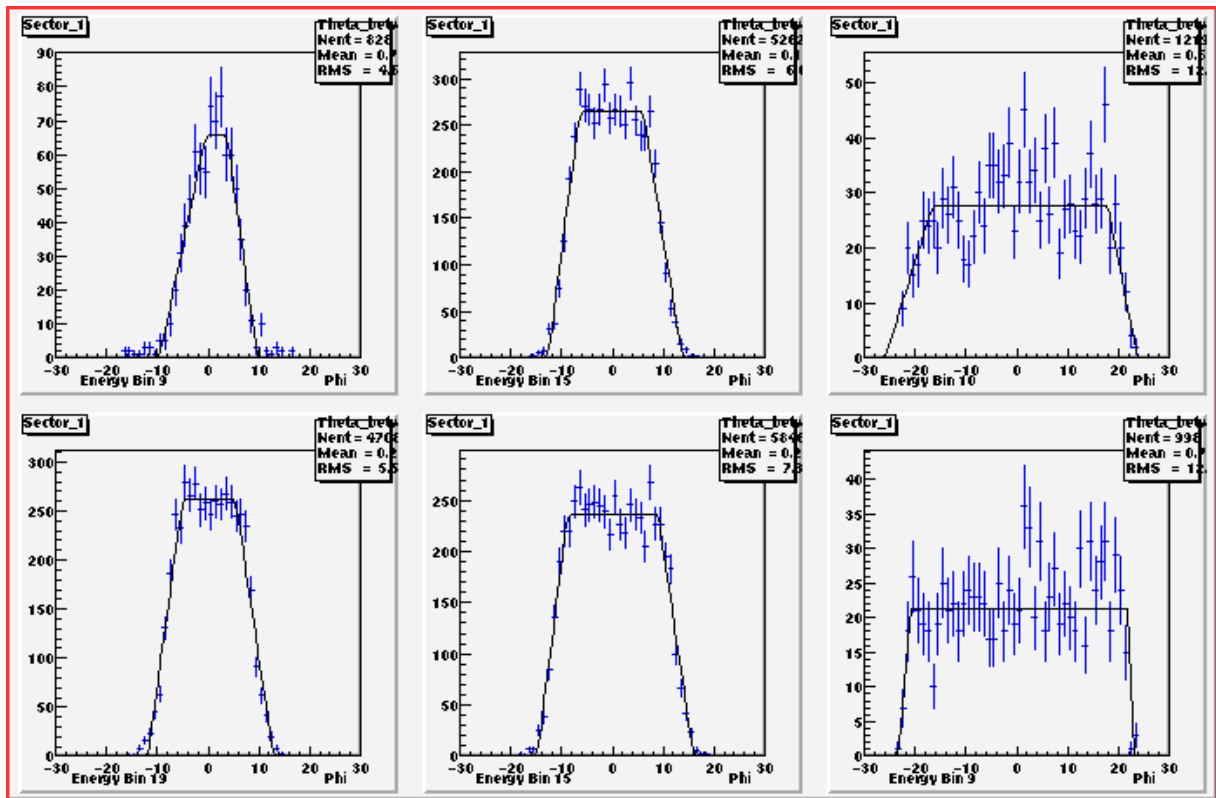 Sector_1
Nent = 828
RMS = 4.
90
80
70
60
50
40
30
20
10
0
-30 -20 -10 0 10 20 30
Energy Bin 9 Phi
Sector_1
Nent = 526
Mean = 0.
RMS =
300
250
200
150
100
50
0
-30 -20 -10 0 10 20 30
Energy Bin 15 Phi
Sector_1
Nent = 121
Mean = 0.
RMS = 12.
50
40
30
20
10
0
-30 -20 -10 0 10 20 30
Energy Bin 10 Phi
Sector_1
Nent = 470
Mean = 0.2
RMS = 5.
300
250
200
150
100
50
0
-30 -20 -10 0 10 20 30
Energy Bin 19 Phi
Sector_1
Nent = 584
Mean = 0.2
RMS = 7.
250
200
150
100
50
0
-30 -20 -10 0 10 20 30
Energy Bin 15 Phi
Sector_1
Nent = 998
Mean = 0.
RMS = 12.
40
35
30
25
20
15
10
5
0
-30 -20 -10 0 10 20 30
Energy Bin 9 Phi